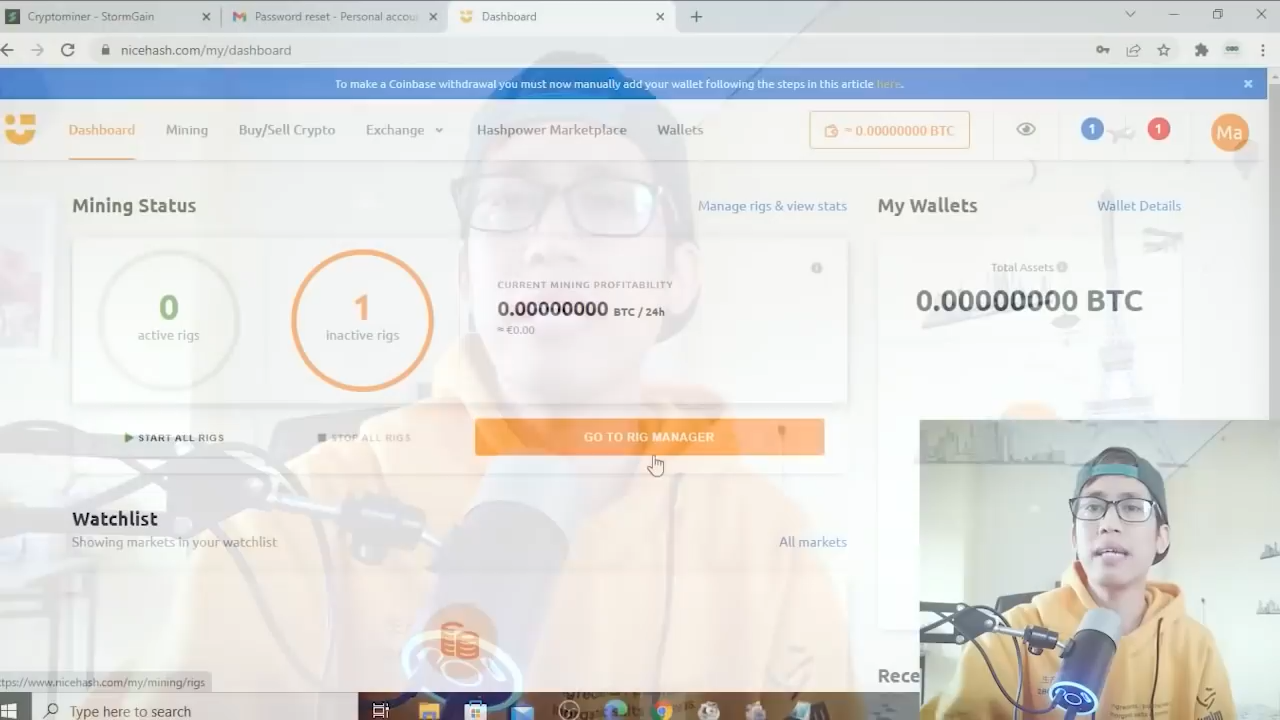 Cryptominer - StormGain
Password reset - Personal accou
Dashboard
nicehash.com/my/dashboard
To make a Coinbase withdrawal you must now manually add your wallet following the steps in this article here.
Dashboard
Mining
Buy/Sell Crypto
Exchange
Hashpower Marketplace
Wallets
≈ 0.00000000 BTC
1
1
Ma
Mining Status
Manage rigs & view stats
My Wallets
Wallet Details
0
active rigs
1
inactive rigs
CURRENT MINING PROFITABILITY
0.00000000 BTC / 24h
≈ €0.00
Total Assets
0.00000000 BTC
START ALL RIGS
STOP ALL RIGS
GO TO RIG MANAGER
Watchlist
Showing markets in your watchlist
All markets
Rece
ttps://www.nicehash.com/my/mining/rigs
Type here to search